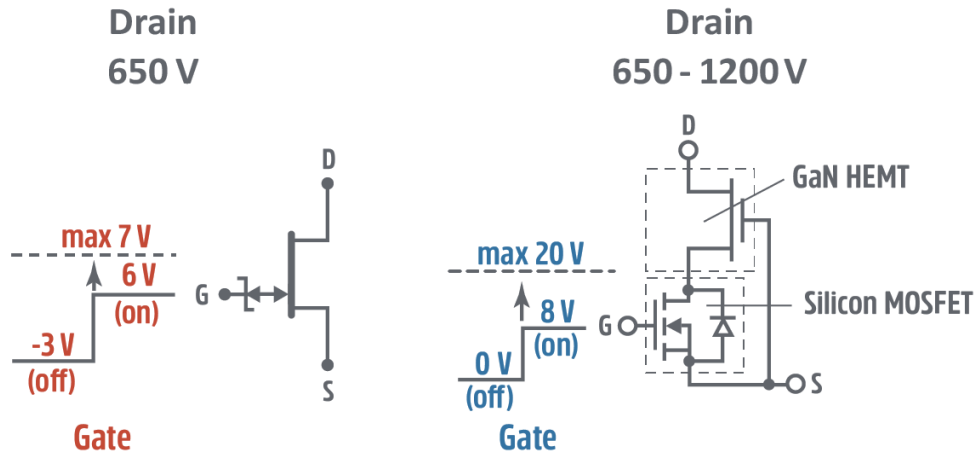 Drain
650 V
D
max 7 V
6 V
(on)
G
-3 V
(off)
S
Gate
Drain
650 - 1200 V
D
GaN HEMT
max 20 V
8 V
(on)
G
Silicon MOSFET
0 V
(off)
S
Gate